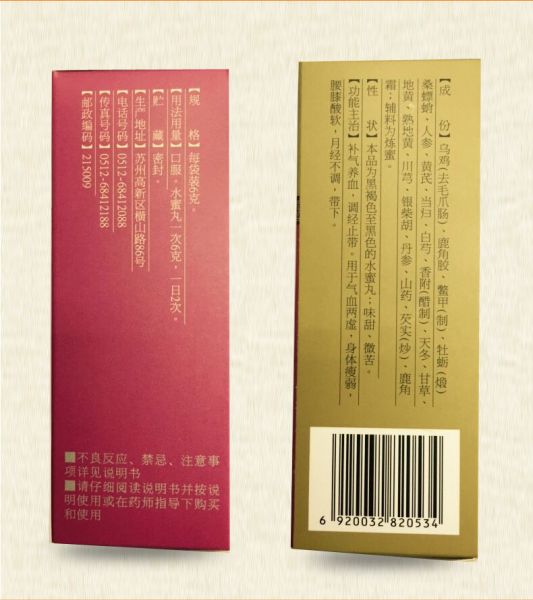 【规　格】每袋装6克。
【用法用量】口服，水蜜丸一次6克，一日2次。
【贮　藏】密封。
【生产地址】苏州高新区横山路86号
【电话号码】0512-68412088
【传真号码】0512-68412188
【邮政编码】215009
■不良反应、禁忌、注意事
项详见说明书
■请仔细阅读说明书并按说
明使用或在药师指导下购买
和使用
【成　份】乌鸡(去毛爪肠)、鹿角胶、鳖甲(制)、牡蛎(煅)
桑螵蛸、人参、黄芪、当归、白芍、香附(醋制)、天冬、甘草、
地黄、熟地黄、川芎、银柴胡、丹参、山药、芡实(炒)、鹿角
霜；辅料为炼蜜。
【性　状】本品为黑褐色至黑色的水蜜丸；味甜、微苦。
【功能主治】补气养血，调经止带。用于气血两虚，身体瘦弱，
腰膝酸软，月经不调，带下。
6 920032 820534